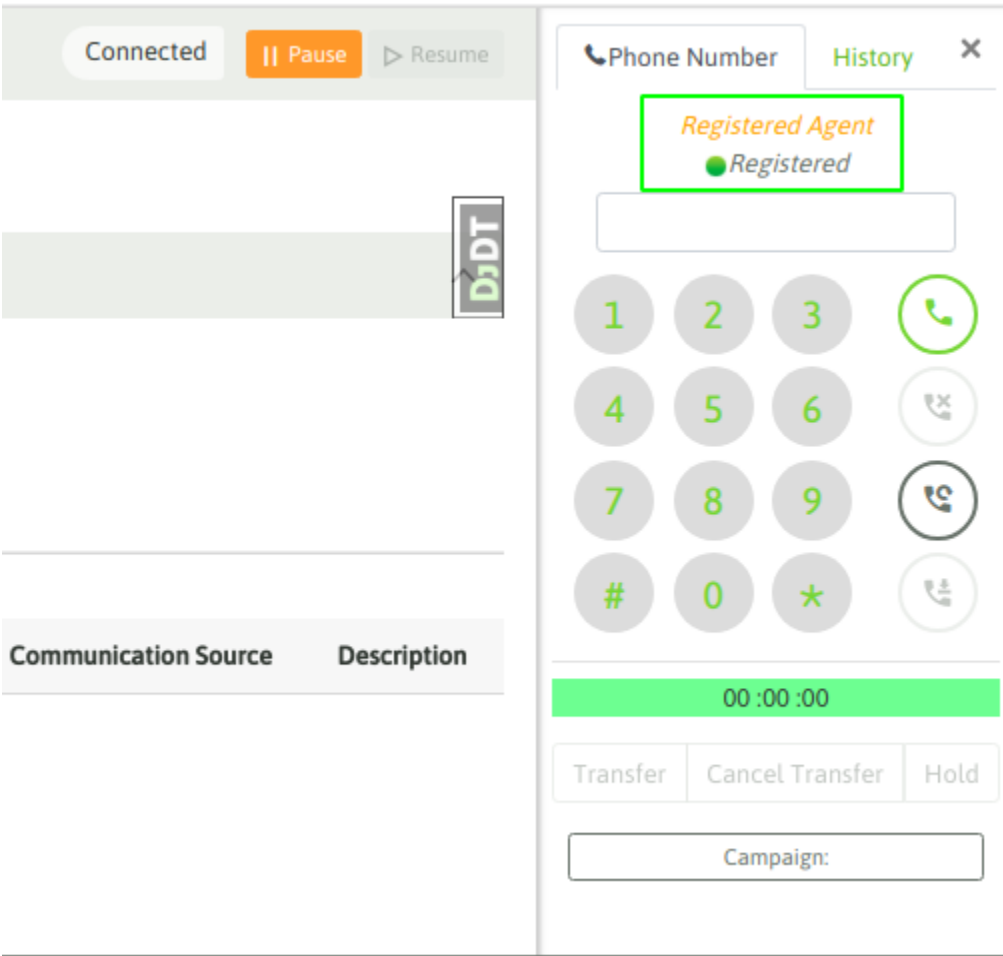 Connected
Pause
Resume
DjDT
Communication Source Description
Phone Number
History
×
Registered Agent
Registered
1 2 3
4 5 6
7 8 9
# 0 *
00 :00 :00
Transfer Cancel Transfer Hold
Campaign: